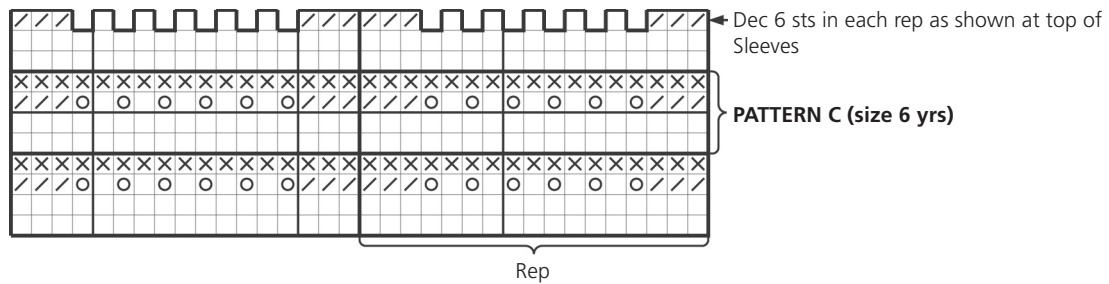 Dec 6 sts in each rep as shown at top of
Sleeves
PATTERN C (size 6 yrs)
Rep